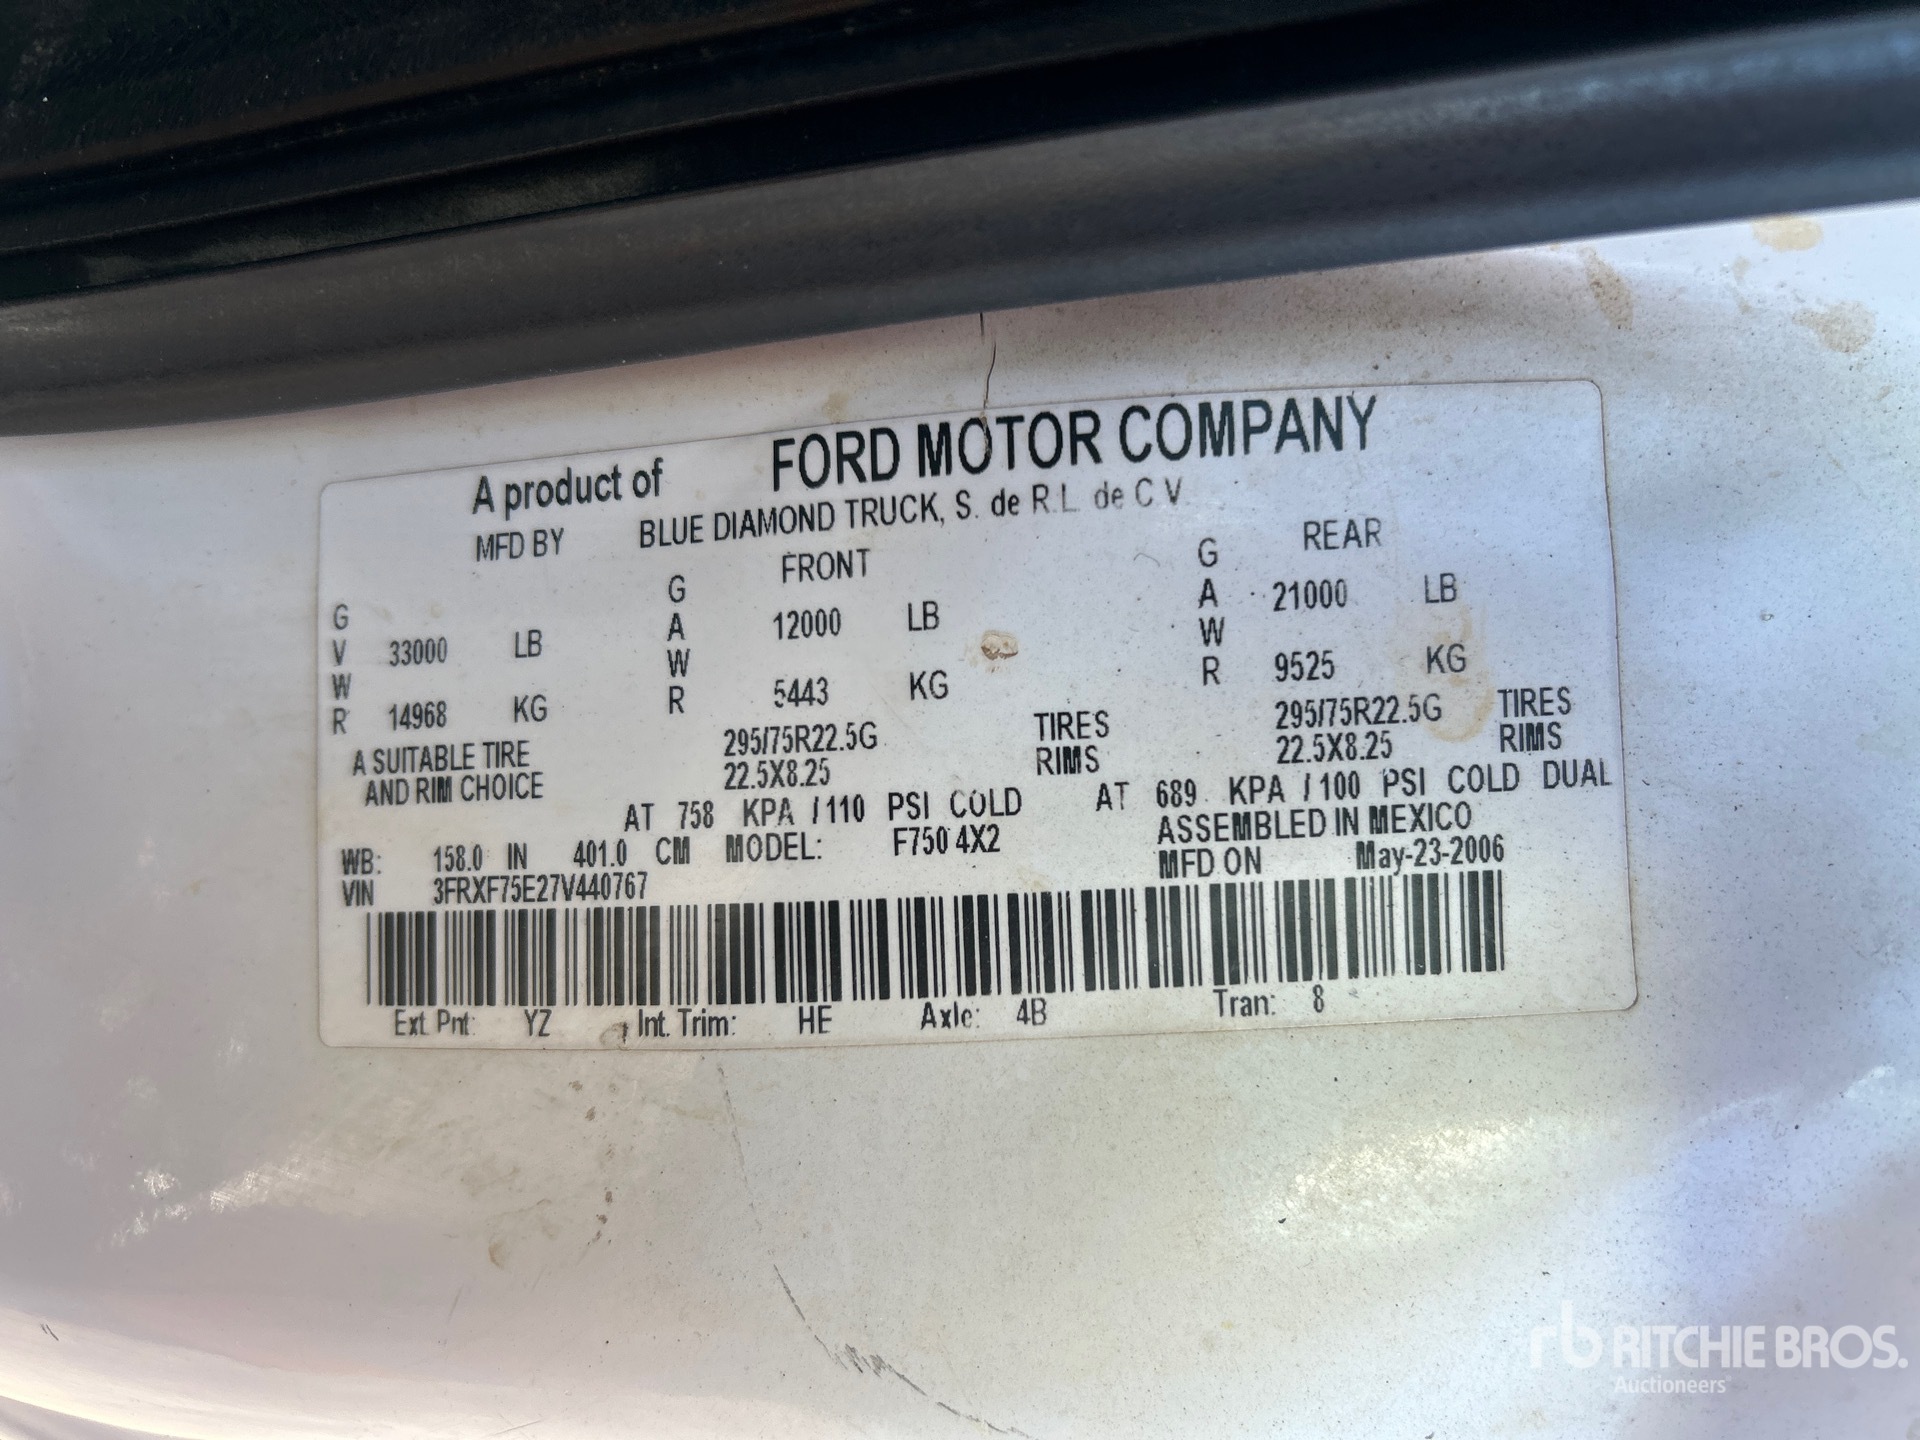 A product of FORD MOTOR COMPANY
MFD BY BLUE DIAMOND TRUCK, S. de R.L. de C V
FRONT REAR
GVWR 33000 LB GAWR 12000 LB GAWR 21000 LB
14968 KG 5443 KG 9525 KG
A SUITABLE TIRE 295/75R22.5G TIRES 295/75R22.5G TIRES
AND RIM CHOICE 22.5X8.25 RIMS 22.5X8.25 RIMS
AT 758 KPA / 110 PSI COLD AT 689 KPA / 100 PSI COLD DUAL
ASSEMBLED IN MEXICO
WB: 158.0 IN 401.0 CM MODEL: F750 4X2 MFD ON May-23-2006
VIN 3FRXF75E27V440767
Ext. Pnt: YZ Int. Trim: HE Axle: 4B Tran: 8
rb RITCHIE BROS.
Auctioneers